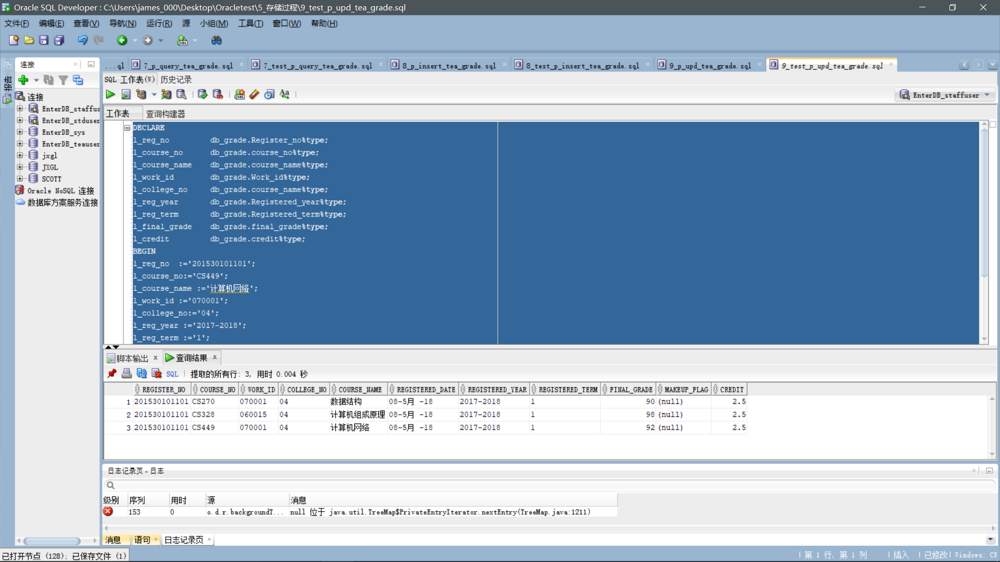 Oracle SQL Developer : C:\Users\james_000\Desktop\Oracletest\5_存储过程\9_test_p_upd_tea_grade.sql
文件(F) 编辑(E) 查看(V) 导航(N) 运行(R) 源 小组(M) 工具(T) 窗口(W) 帮助(H)
连接
...ql 7_p_query_tea_grade.sql 7_test_p_query_tea_grade.sql 8_p_insert_tea_grade.sql 8_test_p_insert_tea_grade.sql 9_p_upd_tea_grade.sql 9_test_p_upd_tea_grade.sql
报告
SQL 工作表(W) 历史记录
EnterDB_staffuser
连接
EnterDB_staffus
EnterDB_stduser
EnterDB_sys
EnterDB_teauser
jxgl
JXGL
SCOTT
Oracle NoSQL 连接
数据库方案服务连接
工作表 查询构建器
DECLARE
l_reg_no db_grade.Register_no%type;
l_course_no db_grade.course_no%type;
l_course_name db_grade.course_name%type;
l_work_id db_grade.Work_id%type;
l_college_no db_grade.course_name%type;
l_reg_year db_grade.Registered_year%type;
l_reg_term db_grade.Registered_term%type;
l_final_grade db_grade.final_grade%type;
l_credit db_grade.credit%type;
BEGIN
l_reg_no :='201530101101';
l_course_no:='CS449';
l_course_name :='计算机网络';
l_work_id :='070001';
l_college_no:='04';
l_reg_year :='2017-2018';
l_reg_term :='1';
脚本输出 查询结果
SQL 提取的所有行: 3, 用时 0.004 秒
REGISTER_NO COURSE_NO WORK_ID COLLEGE_NO COURSE_NAME REGISTERED_DATE REGISTERED_YEAR REGISTERED_TERM FINAL_GRADE MAKEUP_FLAG CREDIT
1 201530101101 CS270 070001 04 数据结构 08-5月 -18 2017-2018 1 90 (null) 2.5
2 201530101101 CS328 060015 04 计算机组成原理 08-5月 -18 2017-2018 1 98 (null) 2.5
3 201530101101 CS449 070001 04 计算机网络 08-5月 -18 2017-2018 1 92 (null) 2.5
日志记录页 - 日志
级别 序列 用时 源 消息
153 0 o.d.r.backgroundT... null 位于 java.util.TreeMap$PrivateEntryIterator.nextEntry(TreeMap.java:1211)
消息 语句 日志记录页
已打开节点 (128); 已保存文件 (1)
第 1 行, 第 1 列 插入 已修改 Windows: CF